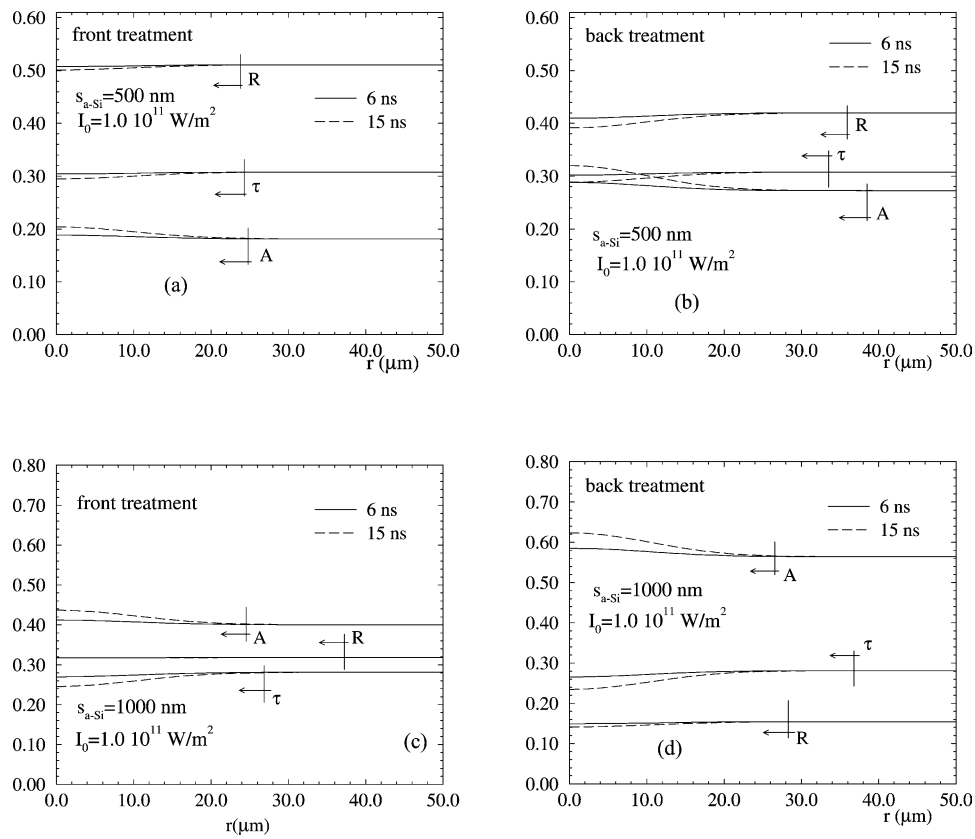 0.60
0.50
0.40
0.30
0.20
0.10
0.00
front treatment
R
s_a-Si=500 nm
I_0=1.0 10^11 W/m^2
6 ns
15 ns
τ
A
(a)
0.0 10.0 20.0 30.0 40.0 50.0
r (μm)
0.60
0.50
0.40
0.30
0.20
0.10
0.00
back treatment
6 ns
15 ns
R
τ
A
s_a-Si=500 nm
I_0=1.0 10^11 W/m^2
(b)
0.0 10.0 20.0 30.0 40.0 50.0
r (μm)
0.80
0.70
0.60
0.50
0.40
0.30
0.20
0.10
0.00
front treatment
6 ns
15 ns
A
R
τ
s_a-Si=1000 nm
I_0=1.0 10^11 W/m^2
(c)
0.0 10.0 20.0 30.0 40.0 50.0
r(μm)
0.80
0.70
0.60
0.50
0.40
0.30
0.20
0.10
0.00
back treatment
6 ns
15 ns
A
s_a-Si=1000 nm
I_0=1.0 10^11 W/m^2
τ
R
(d)
0.0 10.0 20.0 30.0 40.0 50.0
r (μm)